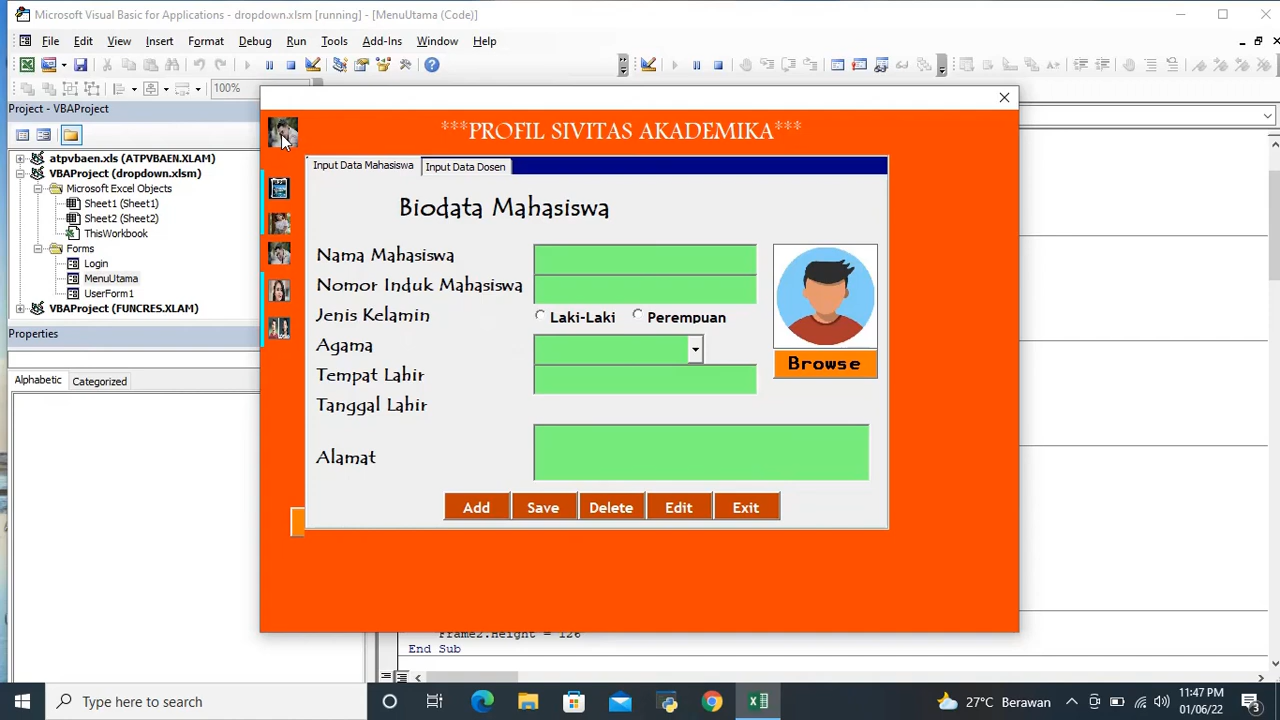 Microsoft Visual Basic for Applications - dropdown.xlsm [running] - [MenuUtama (Code)]
File Edit View Insert Format Debug Run Tools Add-Ins Window Help
100%
Project - VBAProject
atpvbaen.xls (ATPVBAEN.XLAM)
VBAProject (dropdown.xlsm)
Microsoft Excel Objects
Sheet1 (Sheet1)
Sheet2 (Sheet2)
ThisWorkbook
Forms
Login
MenuUtama
UserForm1
VBAProject (FUNCRES.XLAM)
Properties
Alphabetic Categorized
***PROFIL SIVITAS AKADEMIKA***
Input Data Mahasiswa Input Data Dosen
Biodata Mahasiswa
Nama Mahasiswa
Nomor Induk Mahasiswa
Jenis Kelamin Laki-Laki Perempuan
Agama
Browse
Tempat Lahir
Tanggal Lahir
Alamat
Add Save Delete Edit Exit
Frame2.Height = 126
End Sub
Type here to search
27°C Berawan
11:47 PM
01/06/22
3